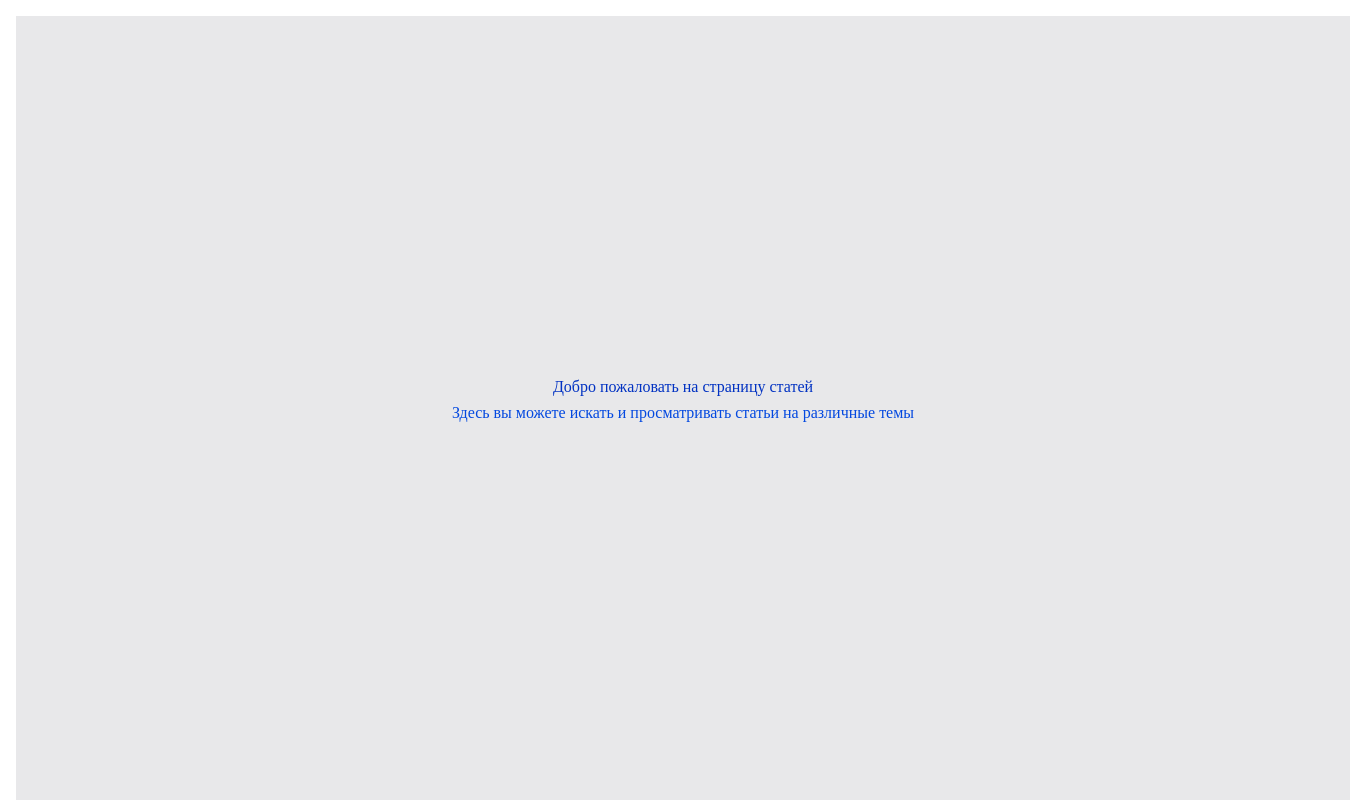 Добро пожаловать на страницу статей
Здесь вы можете искать и просматривать статьи на различные темы